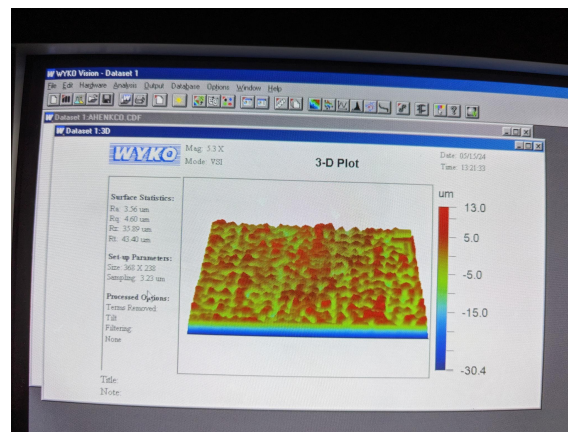 WYKO Vision - Dataset 1
File Edit Hardware Analysis Output Database Options Window Help
Dataset 1:AHENKCO.CDF
Dataset 1:3D
WYKO
Mag: 5.3 X
Mode: VSI
3-D Plot
Date: 05/15/24
Time: 13:21:33
Surface Statistics:
Ra: 3.56 um
Rq: 4.60 um
Rz: 35.89 um
Rt: 43.40 um
Set-up Parameters:
Size: 368 X 238
Sampling: 3.23 um
Processed Options:
Terms Removed:
Tilt
Filtering:
None
um
13.0
5.0
-5.0
-15.0
-30.4
Title:
Note: